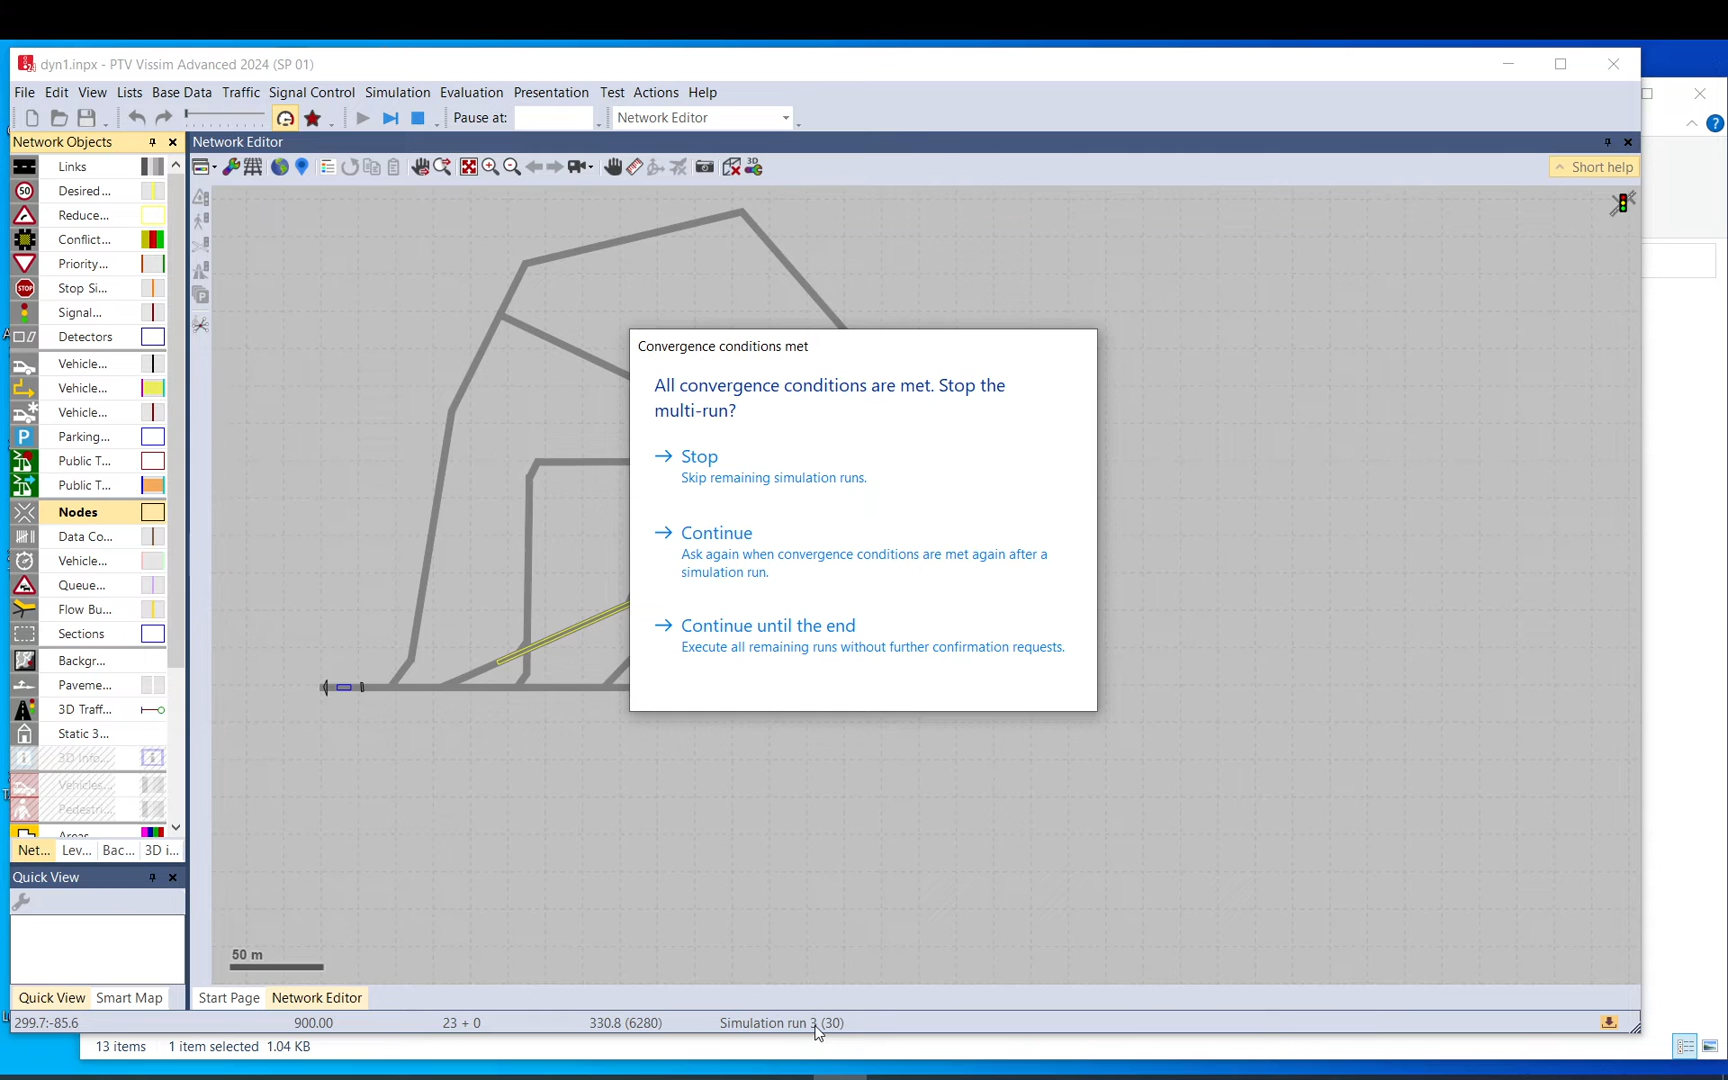 dyn1.inpx - PTV Vissim Advanced 2024 (SP 01)
File Edit View Lists Base Data Traffic Signal Control Simulation Evaluation Presentation Test Actions Help
Pause at: Network Editor
Network Objects
Network Editor
Short help
Links
50 Desired...
Reduce...
Conflict...
Priority...
STOP Stop Si...
Signal...
Detectors
Vehicle...
Vehicle...
Vehicle...
P Parking...
Public T...
Public T...
Nodes
Data Co...
Vehicle...
Queue...
Flow Bu...
Sections
Backgr...
Paveme...
3D Traff...
Static 3...
3D Info...
Vehicles...
Pedestri...
Areas
Net... Lev... Bac... 3D i...
Quick View
Quick View Smart Map
Convergence conditions met
All convergence conditions are met. Stop the
multi-run?
Stop
Skip remaining simulation runs.
Continue
Ask again when convergence conditions are met again after a
simulation run.
Continue until the end
Execute all remaining runs without further confirmation requests.
50 m
Start Page Network Editor
299.7:-85.6 900.00 23 + 0 330.8 (6280) Simulation run 3 (30)
13 items 1 item selected 1.04 KB